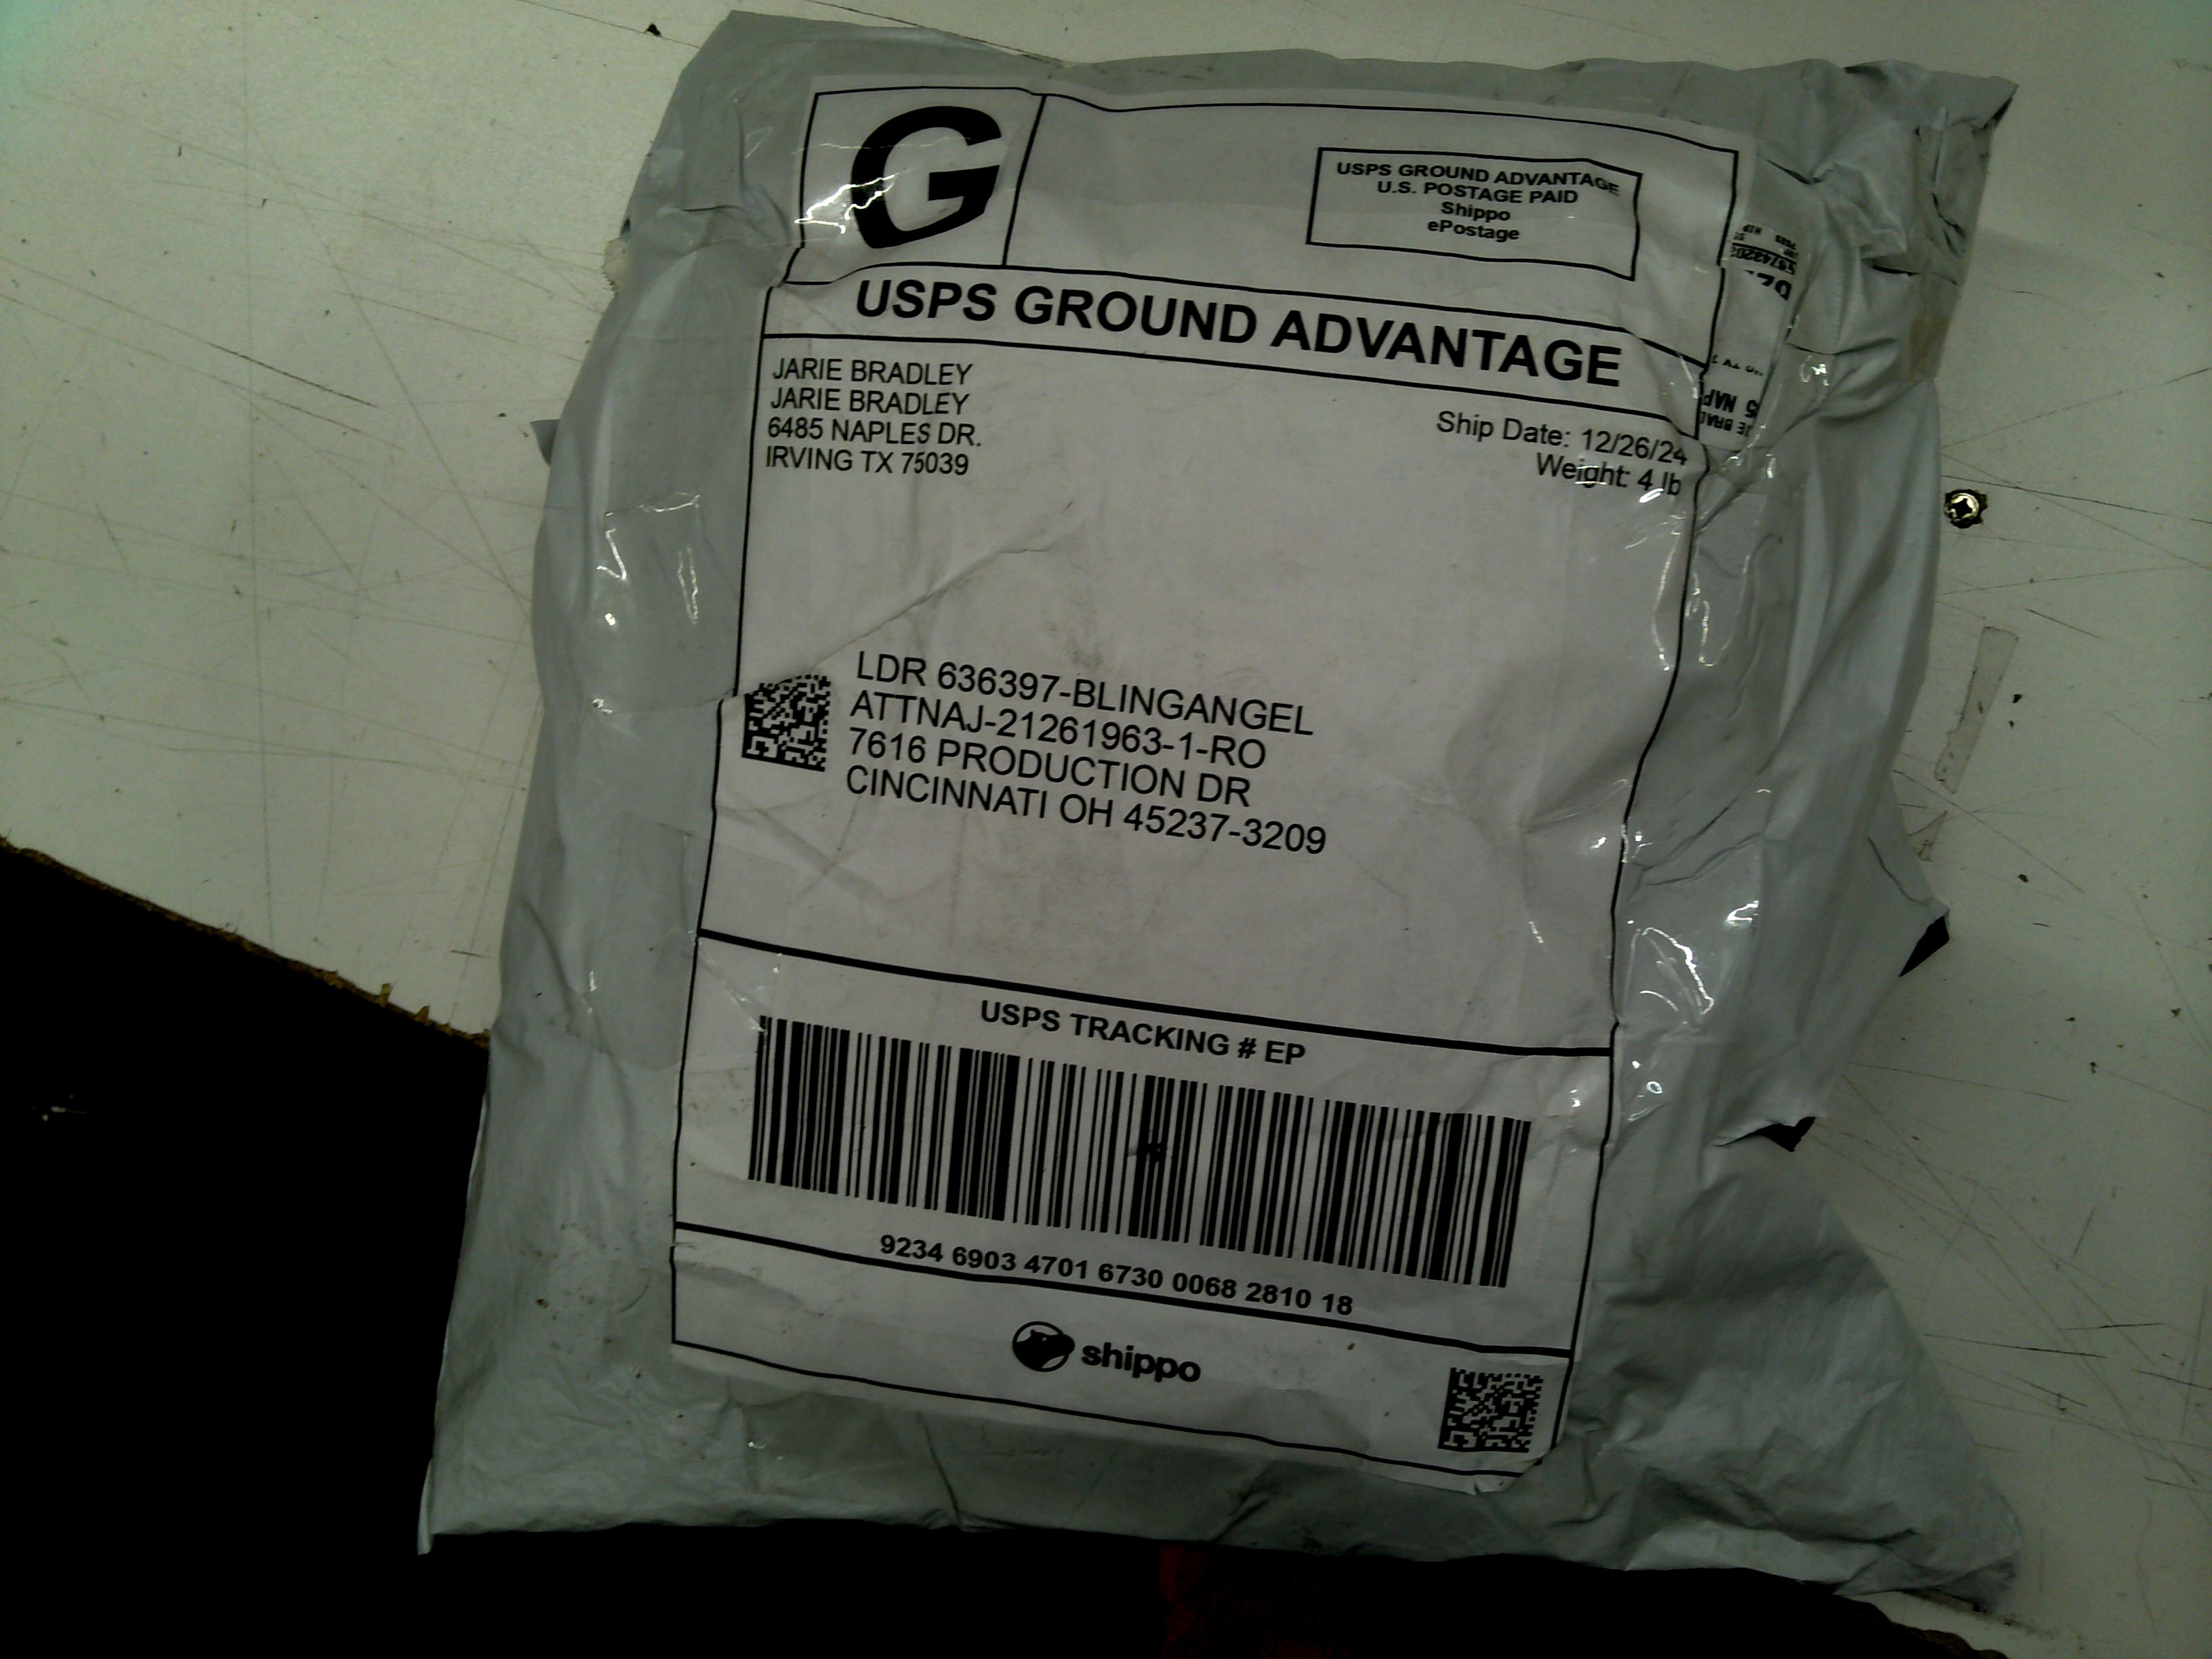 G
USPS GROUND ADVANTAGE
U.S. POSTAGE PAID
Shippo
ePostage
USPS GROUND ADVANTAGE
JARIE BRADLEY
JARIE BRADLEY
6485 NAPLES DR.
IRVING TX 75039
Ship Date: 12/26/24
Weight: 4 lb
LDR 636397-BLINGANGEL
ATTNAJ-21261963-1-RO
7616 PRODUCTION DR
CINCINNATI OH 45237-3209
USPS TRACKING # EP
9234 6903 4701 6730 0068 2810 18
shippo